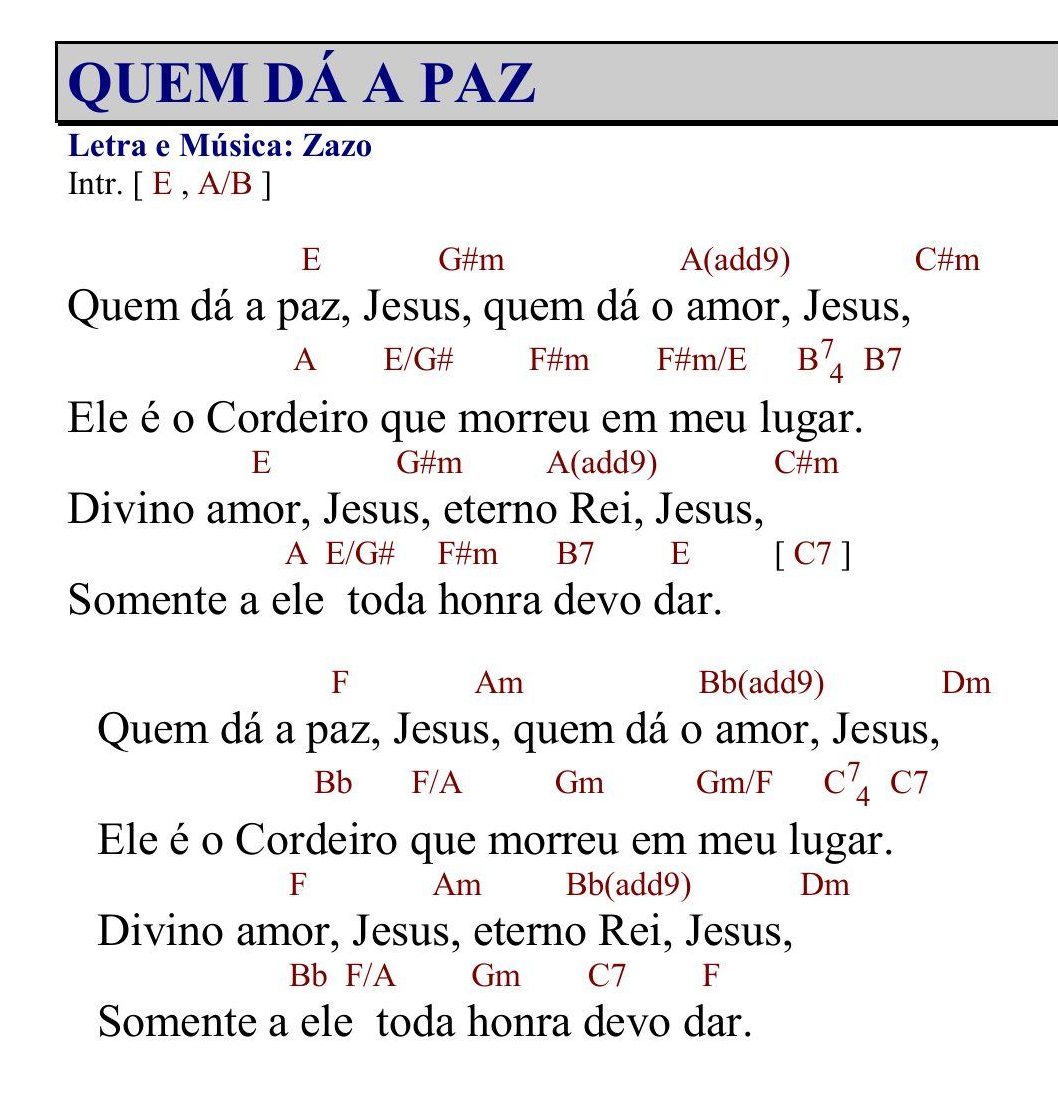 QUEM DÁ A PAZ
Letra e Música: Zazo
Intr. [ E , A/B ]
E G#m A(add9) C#m
Quem dá a paz, Jesus, quem dá o amor, Jesus,
A E/G# F#m F#m/E B7/4 B7
Ele é o Cordeiro que morreu em meu lugar.
E G#m A(add9) C#m
Divino amor, Jesus, eterno Rei, Jesus,
A E/G# F#m B7 E [ C7 ]
Somente a ele toda honra devo dar.
F Am Bb(add9) Dm
Quem dá a paz, Jesus, quem dá o amor, Jesus,
Bb F/A Gm Gm/F C7/4 C7
Ele é o Cordeiro que morreu em meu lugar.
F Am Bb(add9) Dm
Divino amor, Jesus, eterno Rei, Jesus,
Bb F/A Gm C7 F
Somente a ele toda honra devo dar.